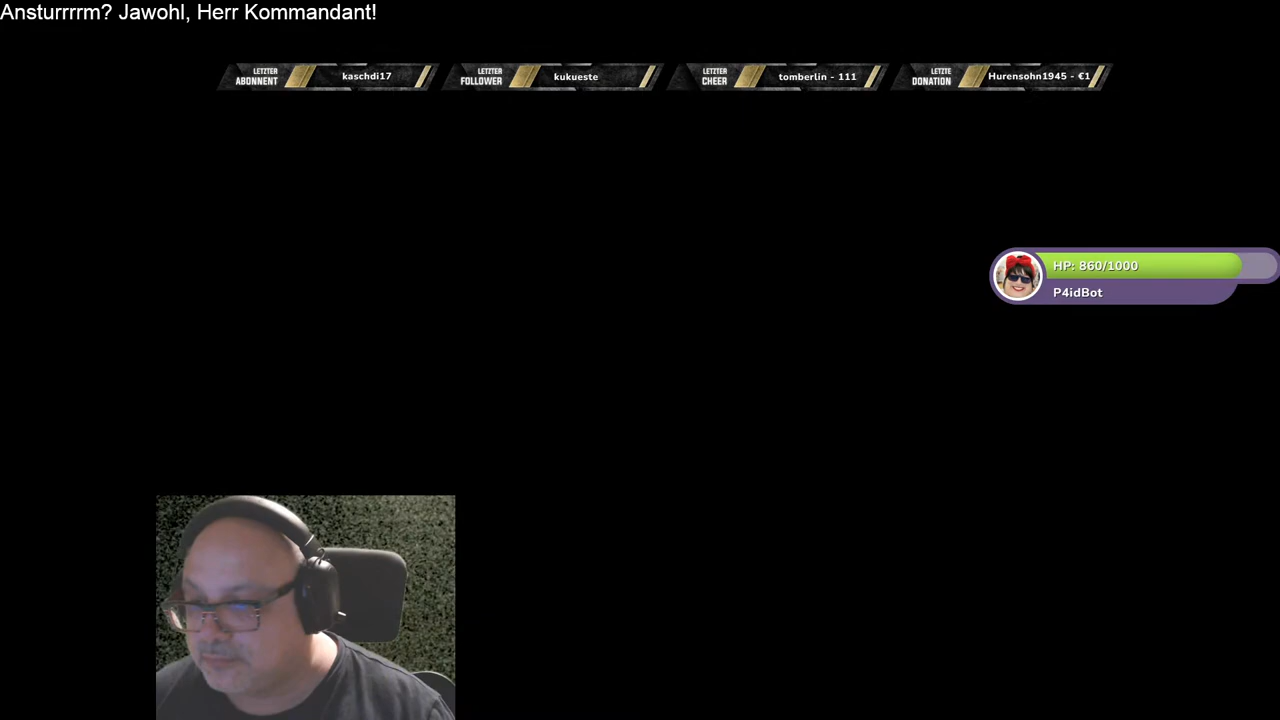 Ansturrrrm? Jawohl, Herr Kommandant!
LETZTER ABONNENT kaschdi17
LETZTER FOLLOWER kukueste
LETZTER CHEER tomberlin - 111
LETZTE DONATION Hurensohn1945 - €1
HP: 860/1000
P4idBot